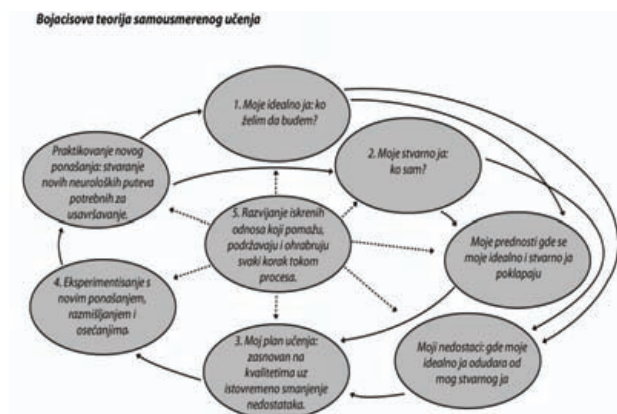 Bojacisova teorija samousmerenog učenja
1. Moje idealno ja: ko
želim da budem?
2. Moje stvarno ja:
ko sam?
Praktikovanje novog
ponašanja: stvaranje
novih neuroloških puteva
potrebnih za
usavršavanje.
5. Razvijanje iskrenih
odnosa koji pomažu,
podržavaju i ohrabruju
svaki korak tokom
procesa.
Moje prednosti gde se
moje idealno i stvarno ja
poklapaju
4. Eksperimentisanje s
novim ponašanjem,
razmišljanjem i
osećanjima.
3. Moj plan učenja:
zasnovan na
kvalitetima uz
istovremeno smanjenje
nedostataka.
Moji nedostaci: gde moje
idealno ja odudara od
mog stvarnog ja